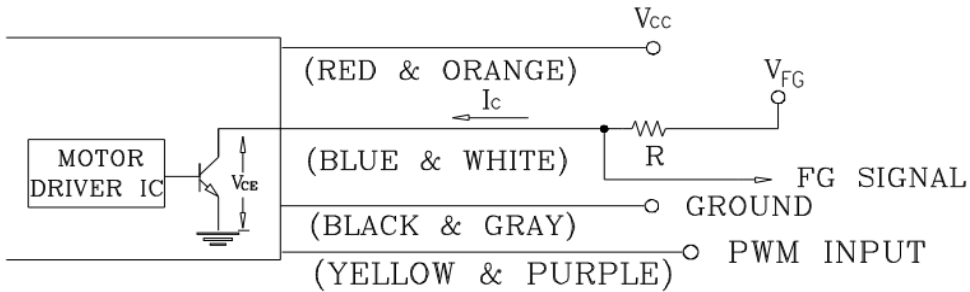 VCC
(RED & ORANGE)
VFG
IC
R
(BLUE & WHITE)
MOTOR
DRIVER IC
VCE
FG SIGNAL
GROUND
(BLACK & GRAY)
PWM INPUT
(YELLOW & PURPLE)